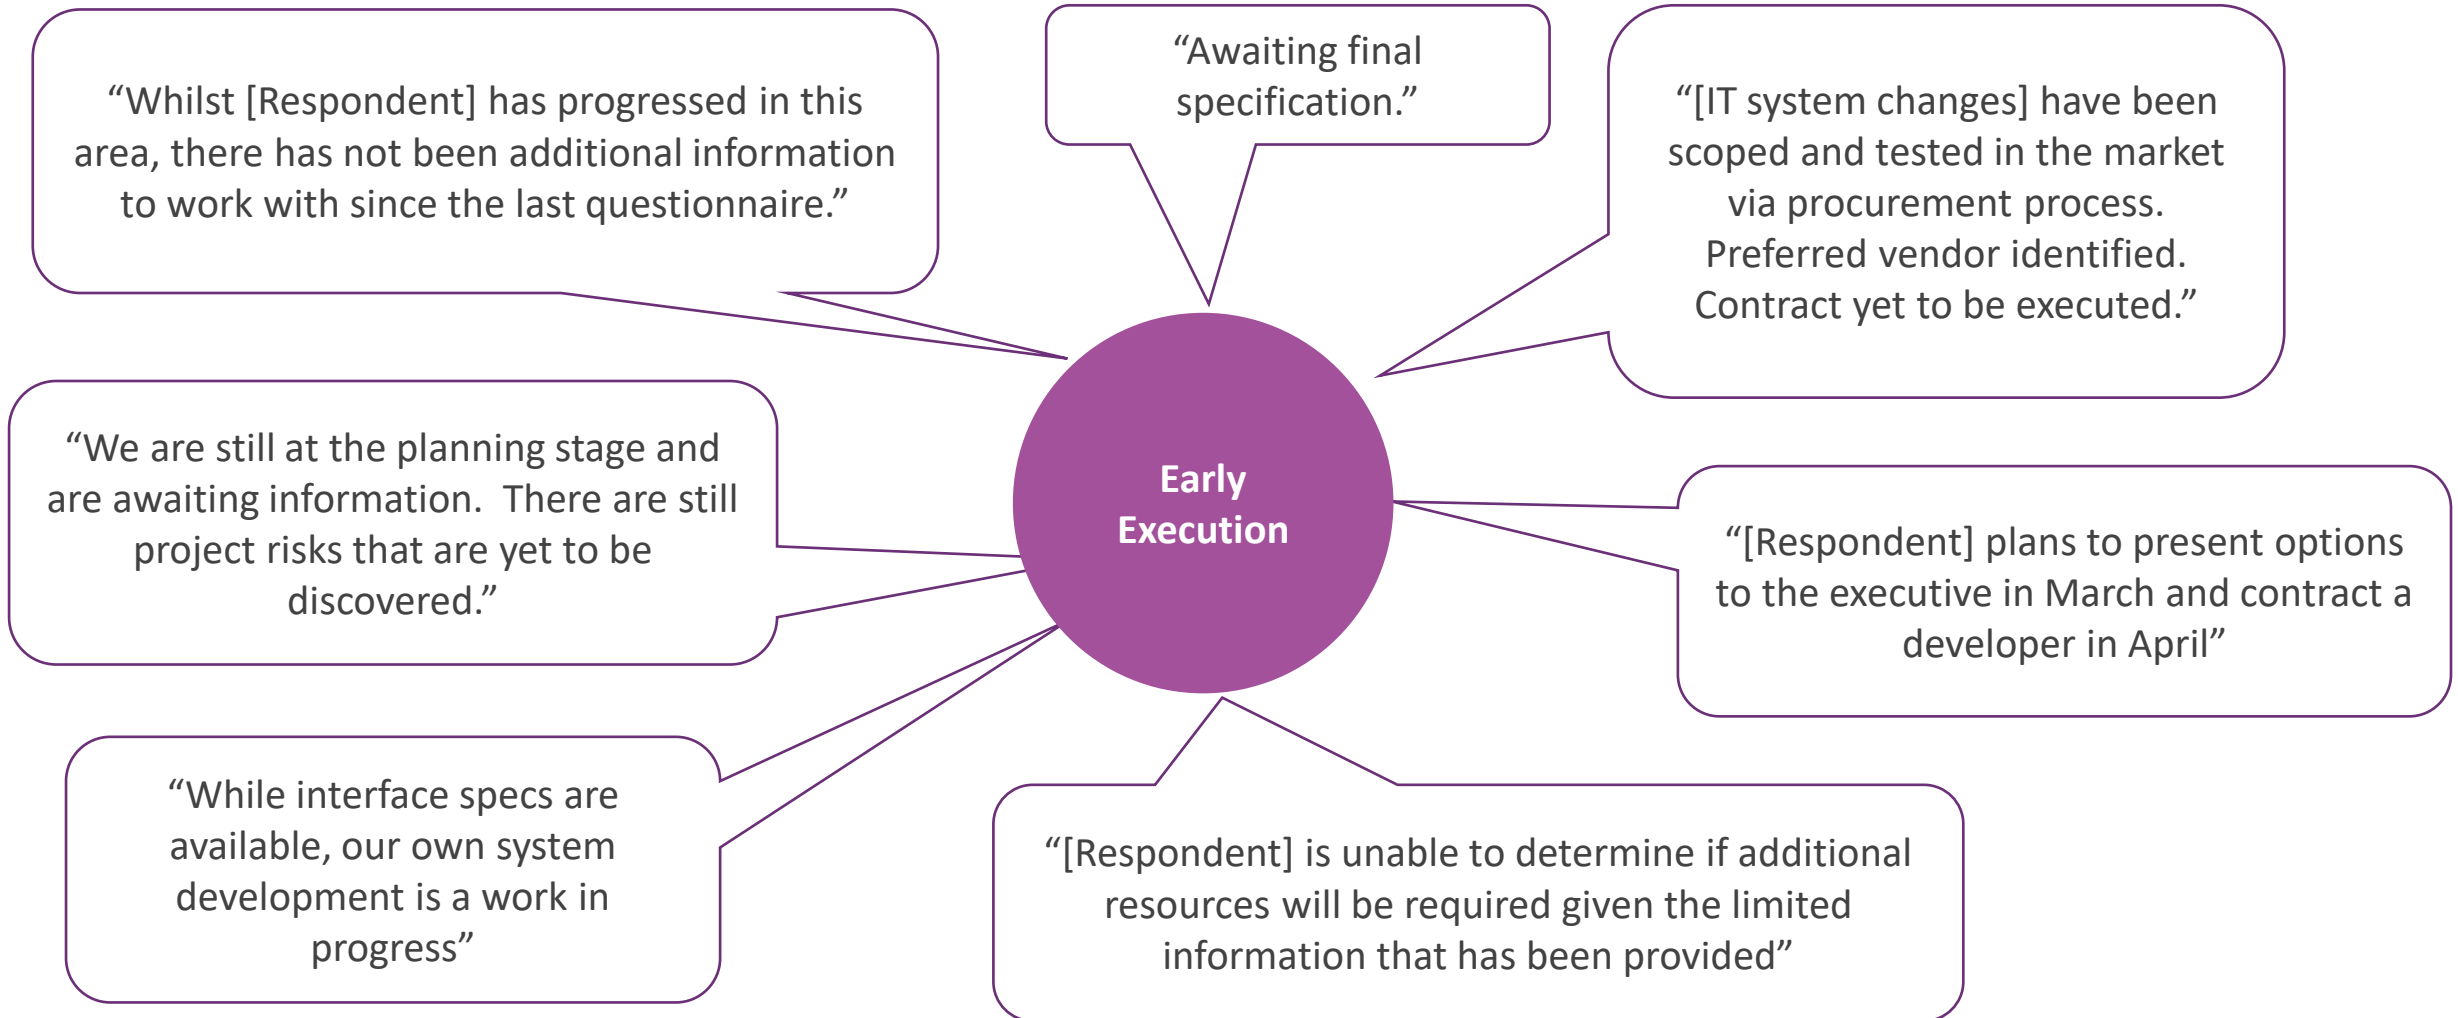 “Whilst [Respondent] has progressed in this
area, there has not been additional information
to work with since the last questionnaire.”
“Awaiting final
specification.”
“[IT system changes] have been
scoped and tested in the market
via procurement process.
Preferred vendor identified.
Contract yet to be executed.”
“We are still at the planning stage and
are awaiting information.  There are still
project risks that are yet to be
discovered.”
Early
Execution
“[Respondent] plans to present options
to the executive in March and contract a
developer in April”
“While interface specs are
available, our own system
development is a work in
progress”
“[Respondent] is unable to determine if additional
resources will be required given the limited
information that has been provided”